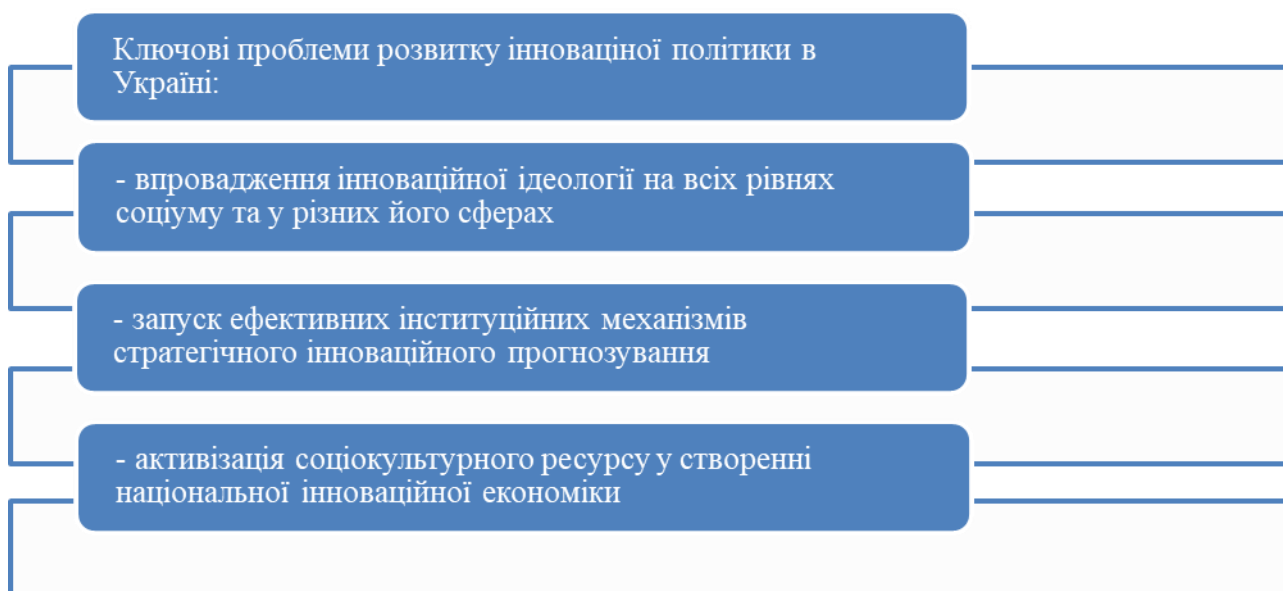 Ключові проблеми розвитку інноваціної політики в
Україні:
- впровадження інноваційної ідеології на всіх рівнях
соціуму та у різних його сферах
- запуск ефективних інституційних механізмів
стратегічного інноваційного прогнозування
- активізація соціокультурного ресурсу у створенні
національної інноваційної економіки